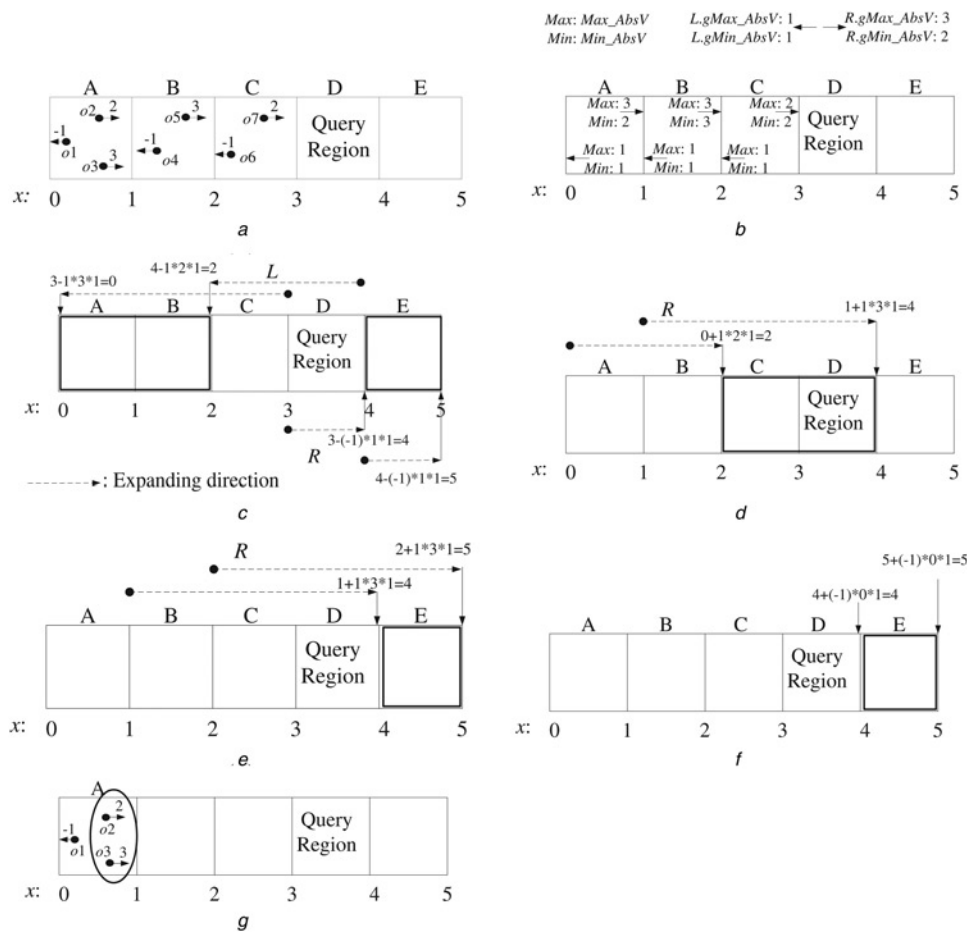 Max: Max_AbsV L.gMax_AbsV: 1 R.gMax_AbsV: 3
Min: Min_AbsV L.gMin_AbsV: 1 R.gMin_AbsV: 2
A B C D E
o2 2 o5 3 o7 2
-1 o1 -1 o4 -1 o6
o3 3
Query
Region
x: 0 1 2 3 4 5
a
A B C D E
Max: 3 Max: 3 Max: 2
Min: 2 Min: 3 Min: 2
Max: 1 Max: 1 Max: 1
Min: 1 Min: 1 Min: 1
Query
Region
x: 0 1 2 3 4 5
b
4-1*2*1=2 L
3-1*3*1=0
A B C D E
Query
Region
x: 0 1 2 3 4 5
R 3-(-1)*1*1=4
4-(-1)*1*1=5
: Expanding direction
c
R 1+1*3*1=4
0+1*2*1=2
A B C D E
Query
Region
x: 0 1 2 3 4 5
d
R 2+1*3*1=5
1+1*3*1=4
A B C D E
Query
Region
x: 0 1 2 3 4 5
e
5+(-1)*0*1=5
4+(-1)*0*1=4
A B C D E
Query
Region
x: 0 1 2 3 4 5
f
A
2
o2
-1 o1
o3 3
Query
Region
x: 0 1 2 3 4 5
g